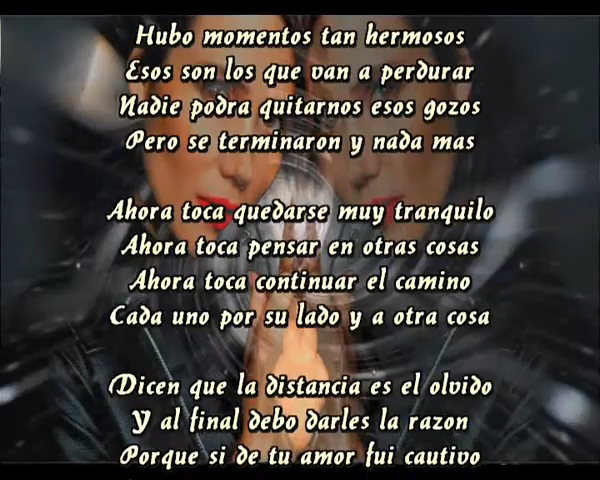 Hubo momentos tan hermosos
Esos son los que van a perdurar
Nadie podra quitarnos esos gozos
Pero se terminaron y nada mas
Ahora toca quedarse muy tranquilo
Ahora toca pensar en otras cosas
Ahora toca continuar el camino
Cada uno por su lado y a otra cosa
Dicen que la distancia es el olvido
Y al final debo darles la razon
Porque si de tu amor fui cautivo